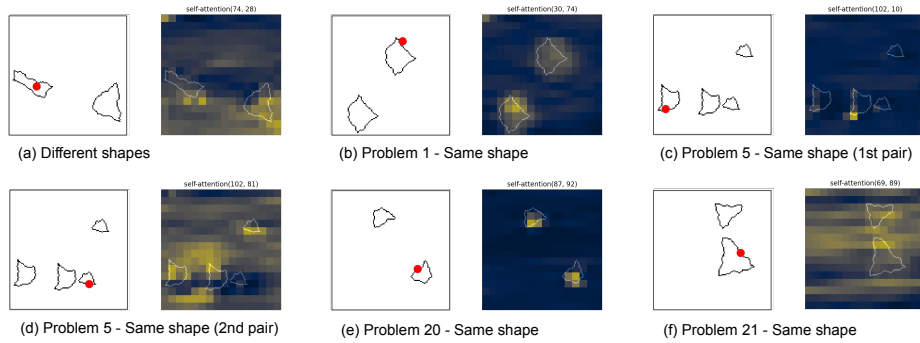 self-attention(74, 28)
self-attention(30, 74)
self-attention(102, 10)
(a) Different shapes
(b) Problem 1 - Same shape
(c) Problem 5 - Same shape (1st pair)
self-attention(102, 81)
self-attention(87, 92)
self-attention(69, 89)
(d) Problem 5 - Same shape (2nd pair)
(e) Problem 20 - Same shape
(f) Problem 21 - Same shape